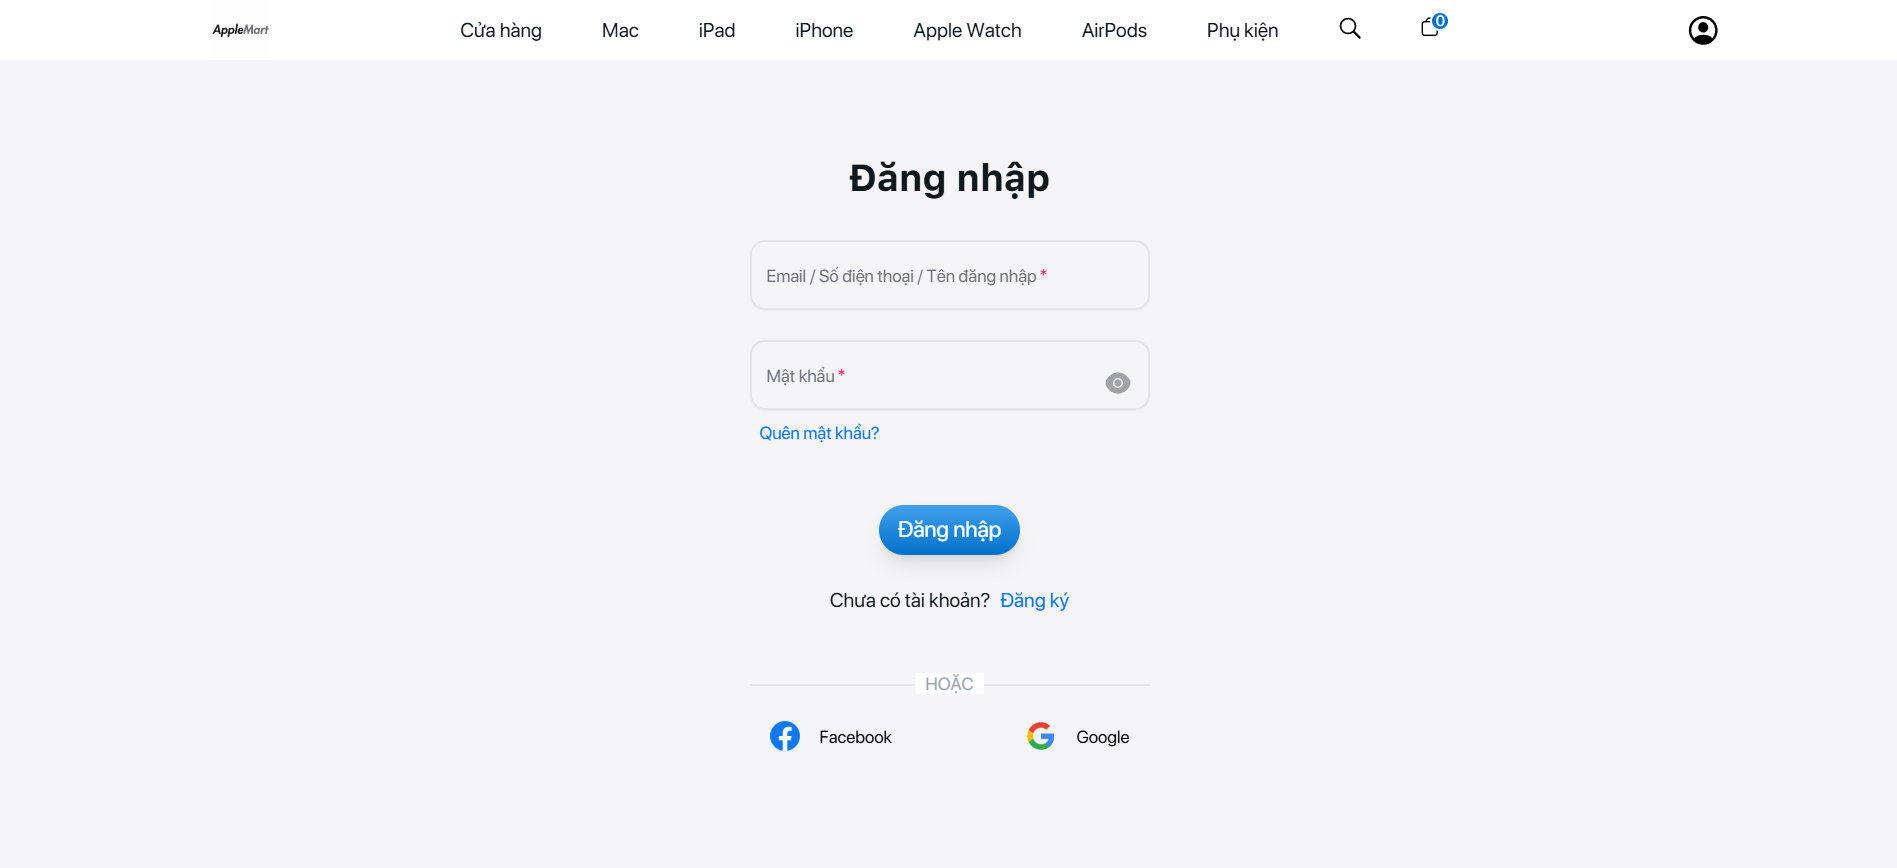 AppleMart Cửa hàng Mac iPad iPhone Apple Watch AirPods Phụ kiện 0
Đăng nhập
Email / Số điện thoại / Tên đăng nhập *
Mật khẩu *
Quên mật khẩu?
Đăng nhập
Chưa có tài khoản? Đăng ký
HOẶC
Facebook Google